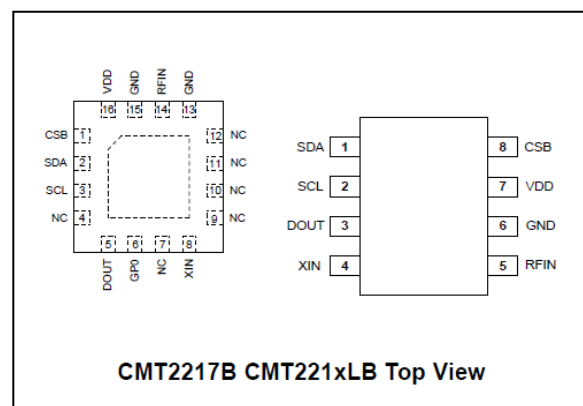 VDD GND RFIN GND
16 15 14 13
CSB 1 12 NC
SDA 2 11 NC
SCL 3 10 NC
NC 4 9 NC
5 6 7 8
DOUT GP0 NC XIN
SDA 1 8 CSB
SCL 2 7 VDD
DOUT 3 6 GND
XIN 4 5 RFIN
CMT2217B CMT221xLB Top View